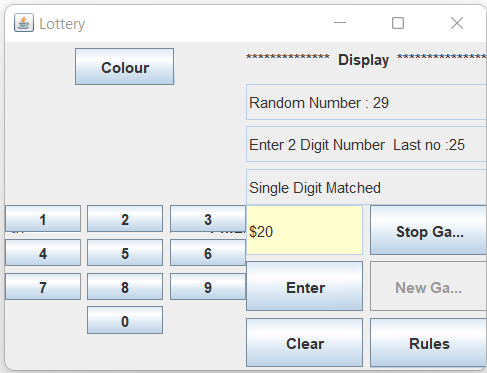 Lottery
Colour
************** Display ***************
Random Number : 29
Enter 2 Digit Number Last no :25
Single Digit Matched
1 2 3 $20 Stop Ga...
4 5 6
7 8 9 Enter New Ga...
0
Clear Rules